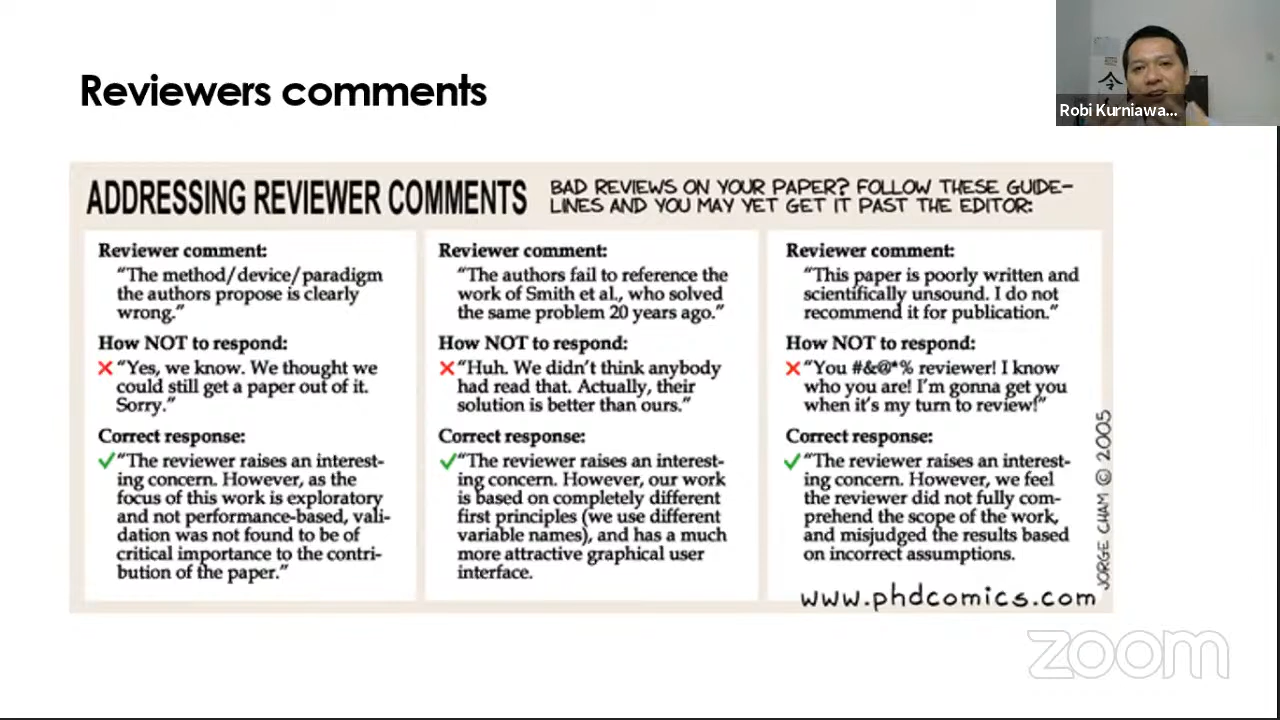 Reviewers comments
Robi Kurniawa...
ADDRESSING REVIEWER COMMENTS
BAD REVIEWS ON YOUR PAPER? FOLLOW THESE GUIDE-
LINES AND YOU MAY YET GET IT PAST THE EDITOR:
Reviewer comment:
"The method/device/paradigm
the authors propose is clearly
wrong."
How NOT to respond:
"Yes, we know. We thought we
could still get a paper out of it.
Sorry."
Correct response:
"The reviewer raises an interest-
ing concern. However, as the
focus of this work is exploratory
and not performance-based, vali-
dation was not found to be of
critical importance to the contri-
bution of the paper."
Reviewer comment:
"The authors fail to reference the
work of Smith et al., who solved
the same problem 20 years ago."
How NOT to respond:
"Huh. We didn't think anybody
had read that. Actually, their
solution is better than ours."
Correct response:
"The reviewer raises an interest-
ing concern. However, our work
is based on completely different
first principles (we use different
variable names), and has a much
more attractive graphical user
interface.
Reviewer comment:
"This paper is poorly written and
scientifically unsound. I do not
recommend it for publication."
How NOT to respond:
"You #&@*% reviewer! I know
who you are! I'm gonna get you
when it's my turn to review!"
Correct response:
"The reviewer raises an interest-
ing concern. However, we feel
the reviewer did not fully com-
prehend the scope of the work,
and misjudged the results based
on incorrect assumptions.
JORGE CHAM © 2005
www.phdcomics.com
zoom